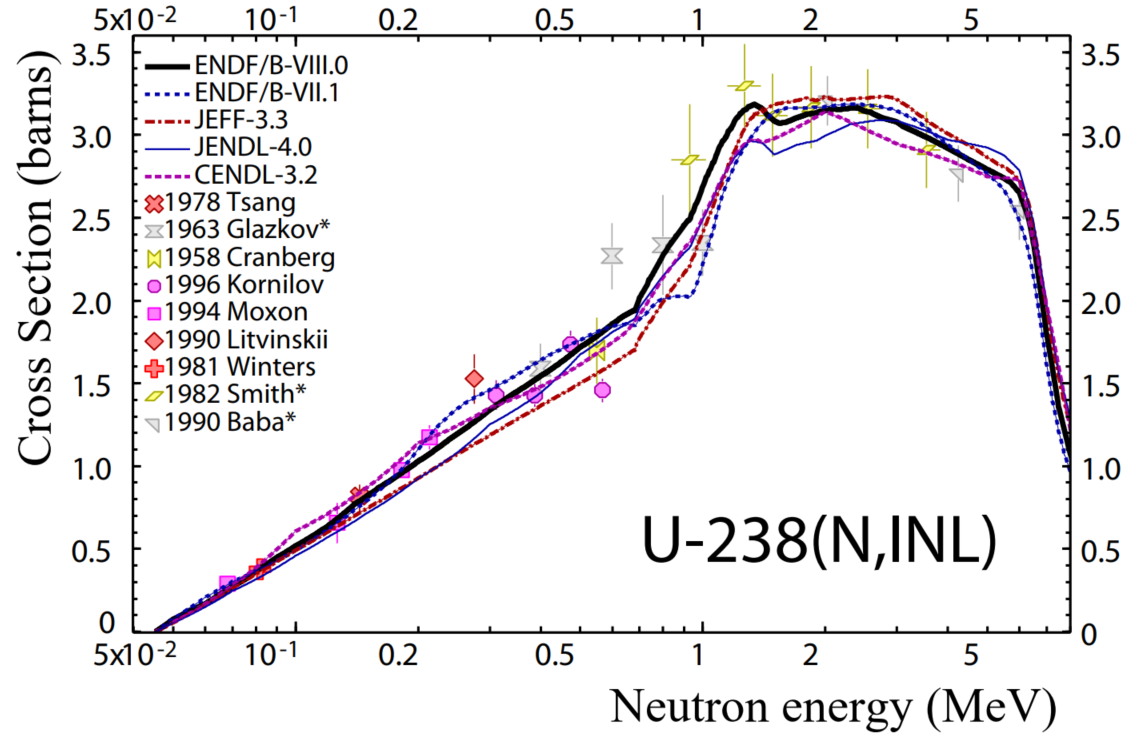 5x10-2 10-1 0.2 0.5 1 2 5
Cross Section (barns)
3.5
3.0
2.5
2.0
1.5
1.0
0.5
0
ENDF/B-VIII.0
ENDF/B-VII.1
JEFF-3.3
JENDL-4.0
CENDL-3.2
1978 Tsang
1963 Glazkov*
1958 Cranberg
1996 Kornilov
1994 Moxon
1990 Litvinskii
1981 Winters
1982 Smith*
1990 Baba*
U-238(N,INL)
3.5
3.0
2.5
2.0
1.5
1.0
0.5
0
5x10-2 10-1 0.2 0.5 1 2 5
Neutron energy (MeV)